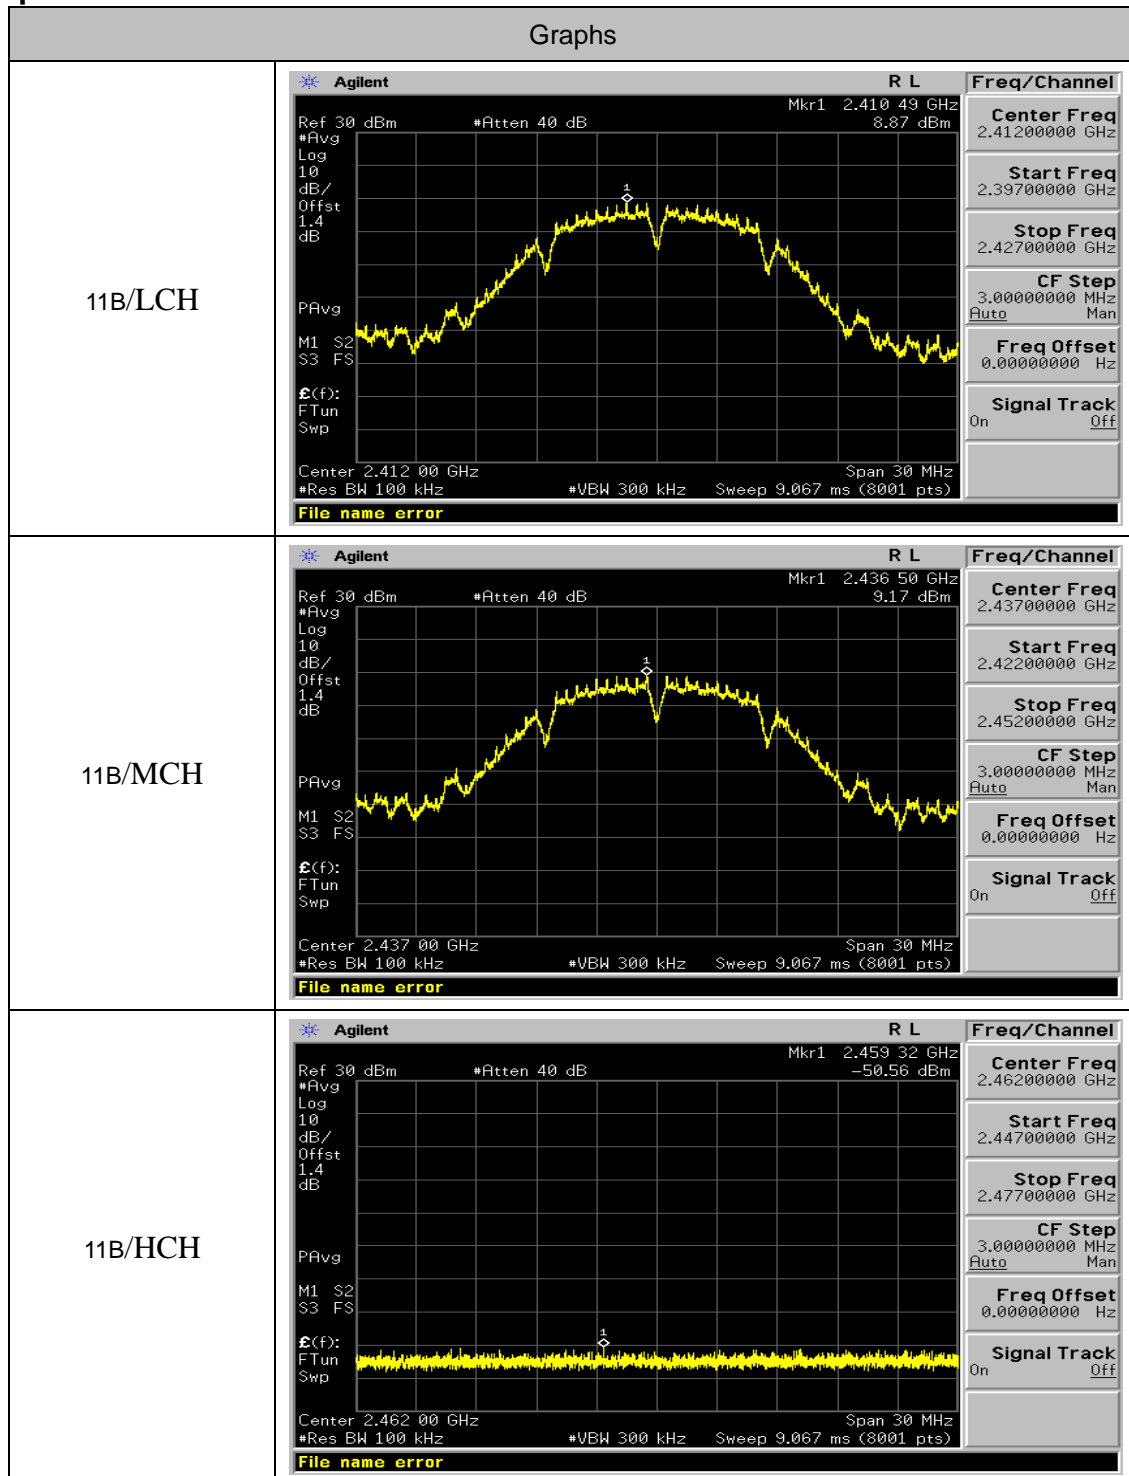 Graphs
11B/LCH
Agilent R L Freq/Channel
Mkr1 2.410 49 GHz
Ref 30 dBm #Atten 40 dB 8.87 dBm
#Avg
Log
10
dB/
Offst
1.4
dB
PAvg
M1 S2
S3 FS
£(f):
FTun
Swp
1
Center 2.412 00 GHz Span 30 MHz
#Res BW 100 kHz #VBW 300 kHz Sweep 9.067 ms (8001 pts)
File name error
Center Freq
2.41200000 GHz
Start Freq
2.39700000 GHz
Stop Freq
2.42700000 GHz
CF Step
3.00000000 MHz
Auto Man
Freq Offset
0.00000000 Hz
Signal Track
On Off
11B/MCH
Agilent R L Freq/Channel
Mkr1 2.436 50 GHz
Ref 30 dBm #Atten 40 dB 9.17 dBm
#Avg
Log
10
dB/
Offst
1.4
dB
PAvg
M1 S2
S3 FS
£(f):
FTun
Swp
1
Center 2.437 00 GHz Span 30 MHz
#Res BW 100 kHz #VBW 300 kHz Sweep 9.067 ms (8001 pts)
File name error
Center Freq
2.43700000 GHz
Start Freq
2.42200000 GHz
Stop Freq
2.45200000 GHz
CF Step
3.00000000 MHz
Auto Man
Freq Offset
0.00000000 Hz
Signal Track
On Off
11B/HCH
Agilent R L Freq/Channel
Mkr1 2.459 32 GHz
Ref 30 dBm #Atten 40 dB -50.56 dBm
#Avg
Log
10
dB/
Offst
1.4
dB
PAvg
M1 S2
S3 FS
£(f):
FTun
Swp
1
Center 2.462 00 GHz Span 30 MHz
#Res BW 100 kHz #VBW 300 kHz Sweep 9.067 ms (8001 pts)
File name error
Center Freq
2.46200000 GHz
Start Freq
2.44700000 GHz
Stop Freq
2.47700000 GHz
CF Step
3.00000000 MHz
Auto Man
Freq Offset
0.00000000 Hz
Signal Track
On Off